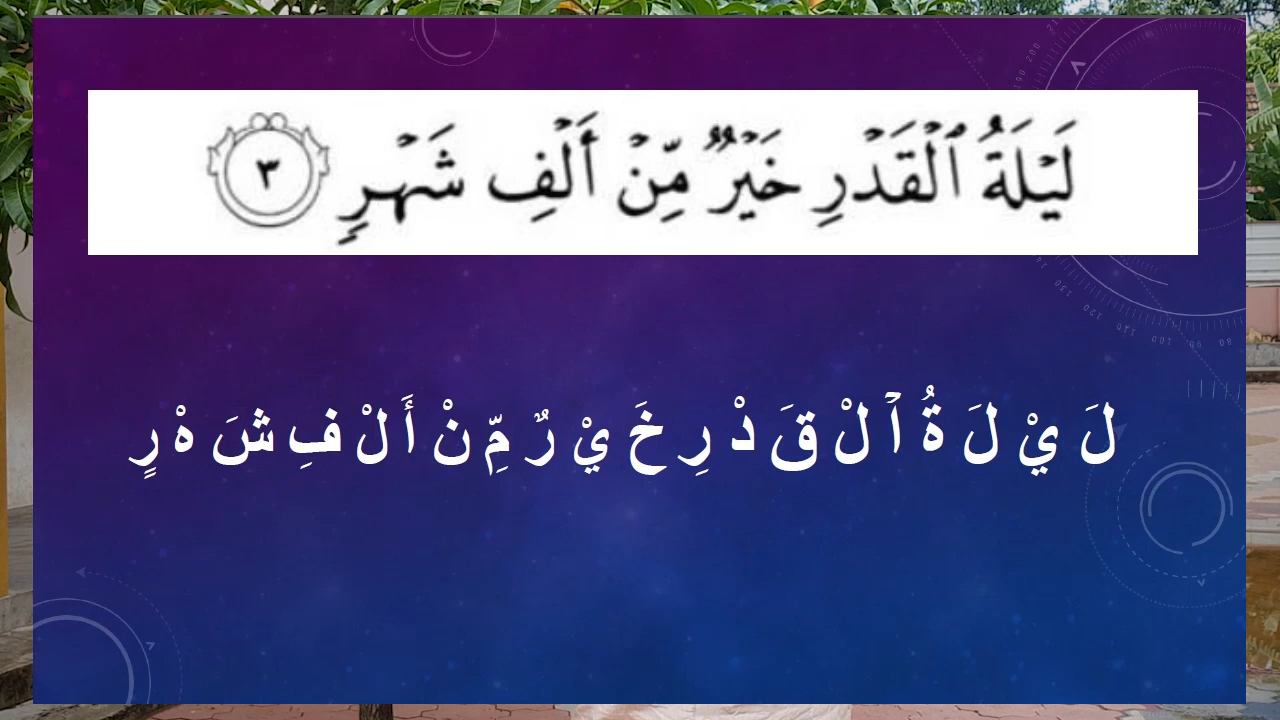 لَيۡلَةُ ٱلۡقَدۡرِ خَيۡرٌ مِّنۡ أَلۡفِ شَهۡرٍ ٣
لَ يْ لَ ةُ ٱ لْ قَ دْ رِ خَ يْ رٌ مِّ نْ أَ لْ فِ شَ هْ رٍ